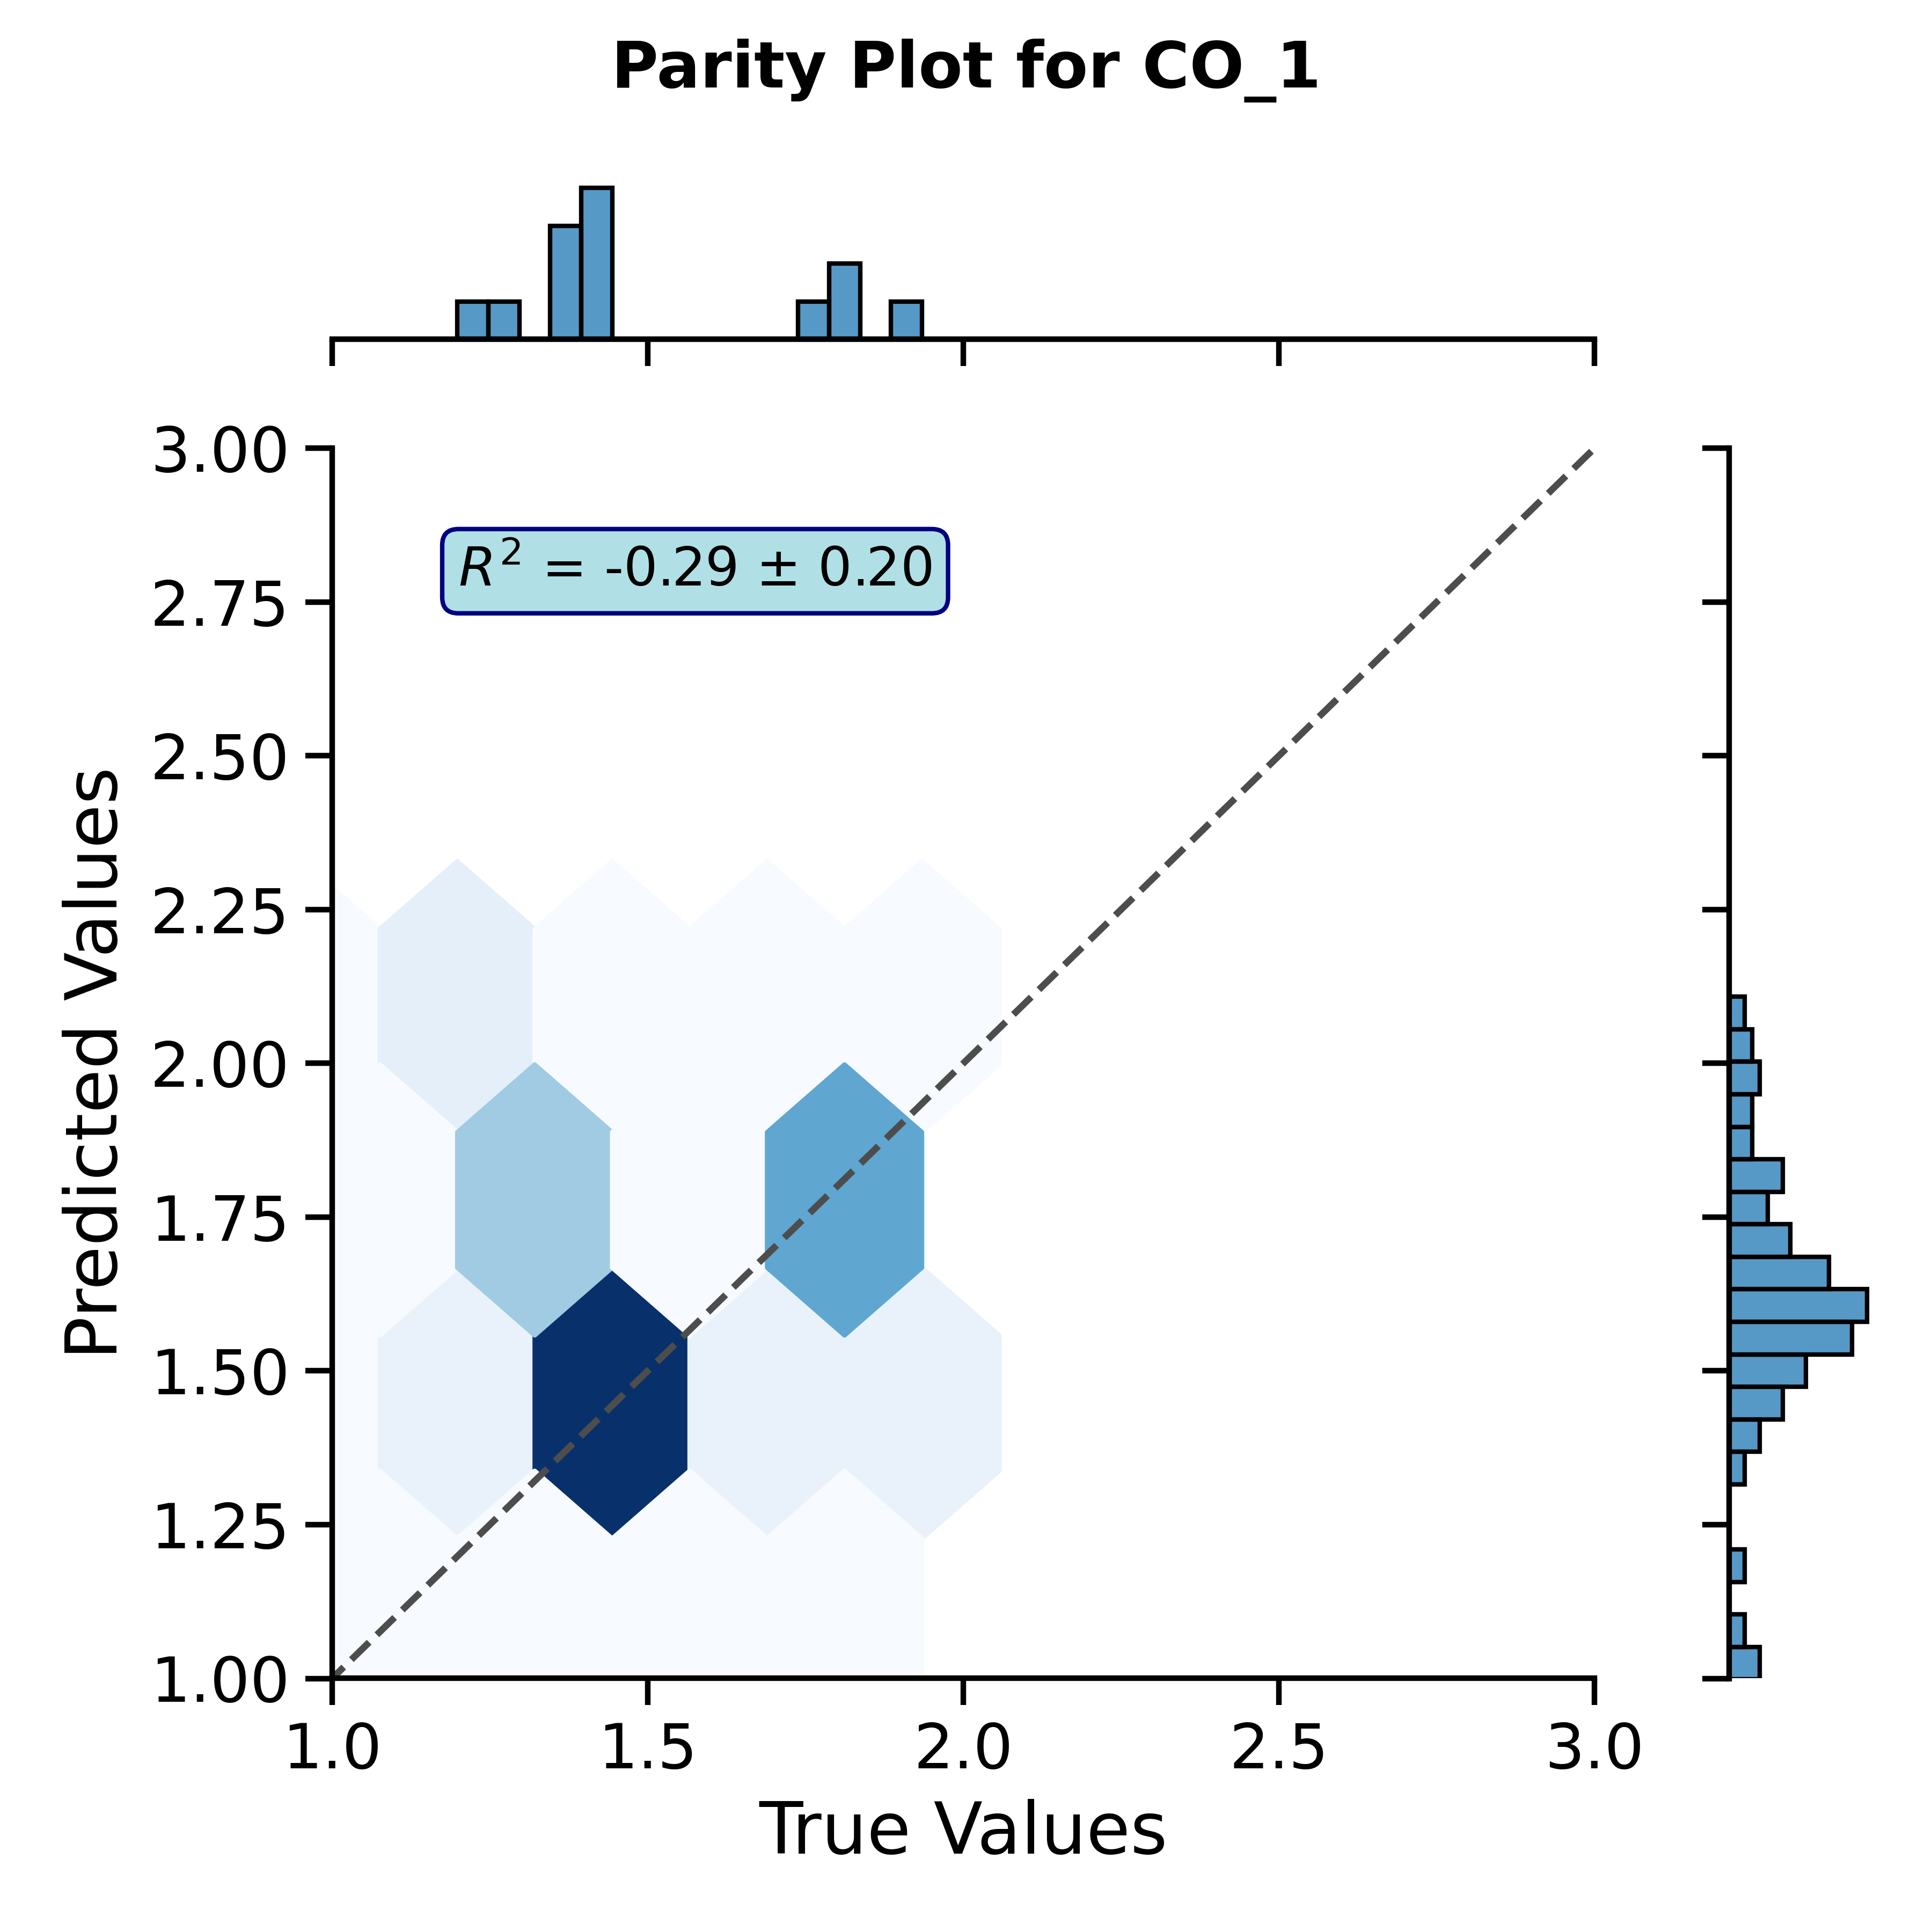 Parity Plot for CO_1
R² = -0.29 ± 0.20
Predicted Values
3.00
2.75
2.50
2.25
2.00
1.75
1.50
1.25
1.00
1.0 1.5 2.0 2.5 3.0
True Values